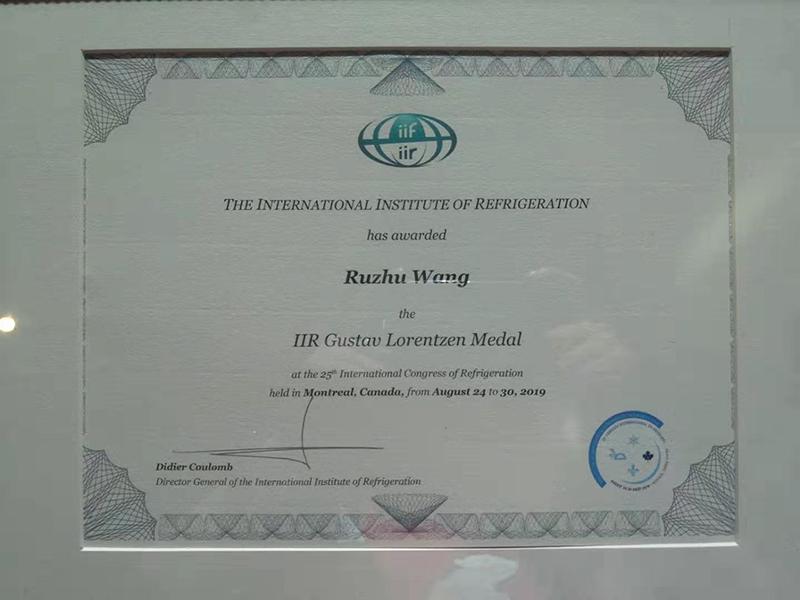 iif
iir
THE INTERNATIONAL INSTITUTE OF REFRIGERATION
has awarded
Ruzhu Wang
the
IIR Gustav Lorentzen Medal
at the 25th International Congress of Refrigeration
held in Montreal, Canada, from August 24 to 30, 2019
Didier Coulomb
Director General of the International Institute of Refrigeration